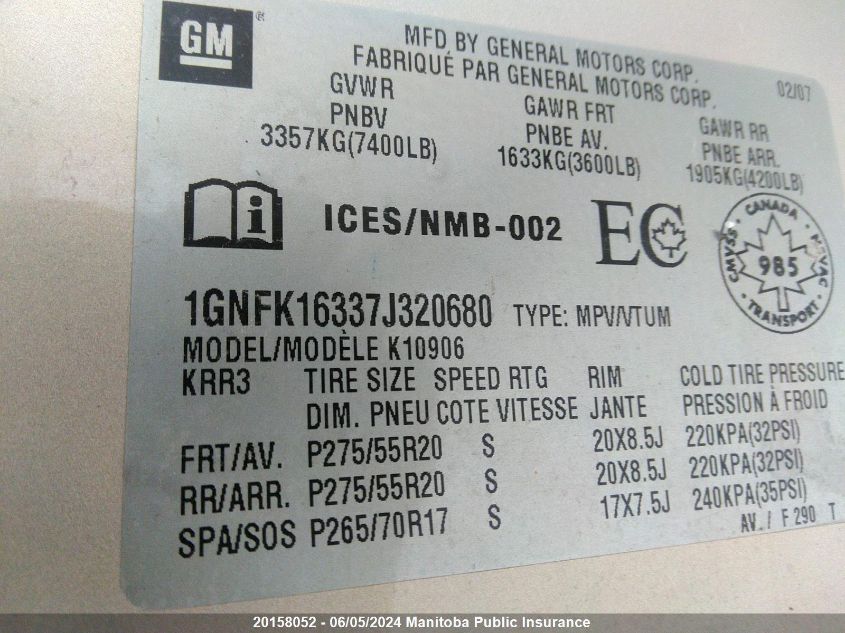 GM ®
MFD BY GENERAL MOTORS CORP.
FABRIQUÉ PAR GENERAL MOTORS CORP.
02/07
GVWR GAWR FRT GAWR RR
PNBV PNBE AV. PNBE ARR.
3357KG(7400LB) 1633KG(3600LB) 1905KG(4200LB)
i ICES/NMB-002 EC
CANADA
CMVSS 985 NSVAC
TRANSPORT
1GNFK16337J320680 TYPE: MPV/VTUM
MODEL/MODÈLE K10906
KRR3 TIRE SIZE SPEED RTG RIM COLD TIRE PRESSURE
DIM. PNEU COTE VITESSE JANTE PRESSION À FROID
FRT/AV. P275/55R20 S 20X8.5J 220KPA(32PSI)
RR/ARR. P275/55R20 S 20X8.5J 220KPA(32PSI)
SPA/SOS P265/70R17 S 17X7.5J 240KPA(35PSI)
AV. / F 290 T
20158052 - 06/05/2024 Manitoba Public Insurance